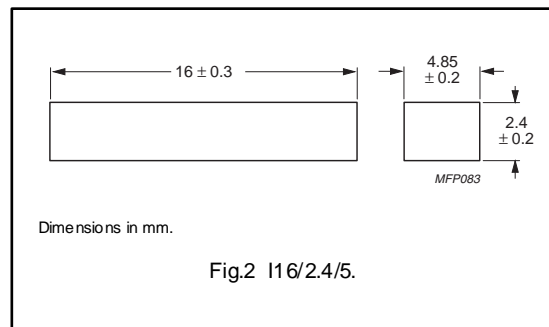 16 ± 0.3
4.85
± 0.2
2.4
± 0.2
MFP083
Dimensions in mm.
Fig.2 I16/2.4/5.